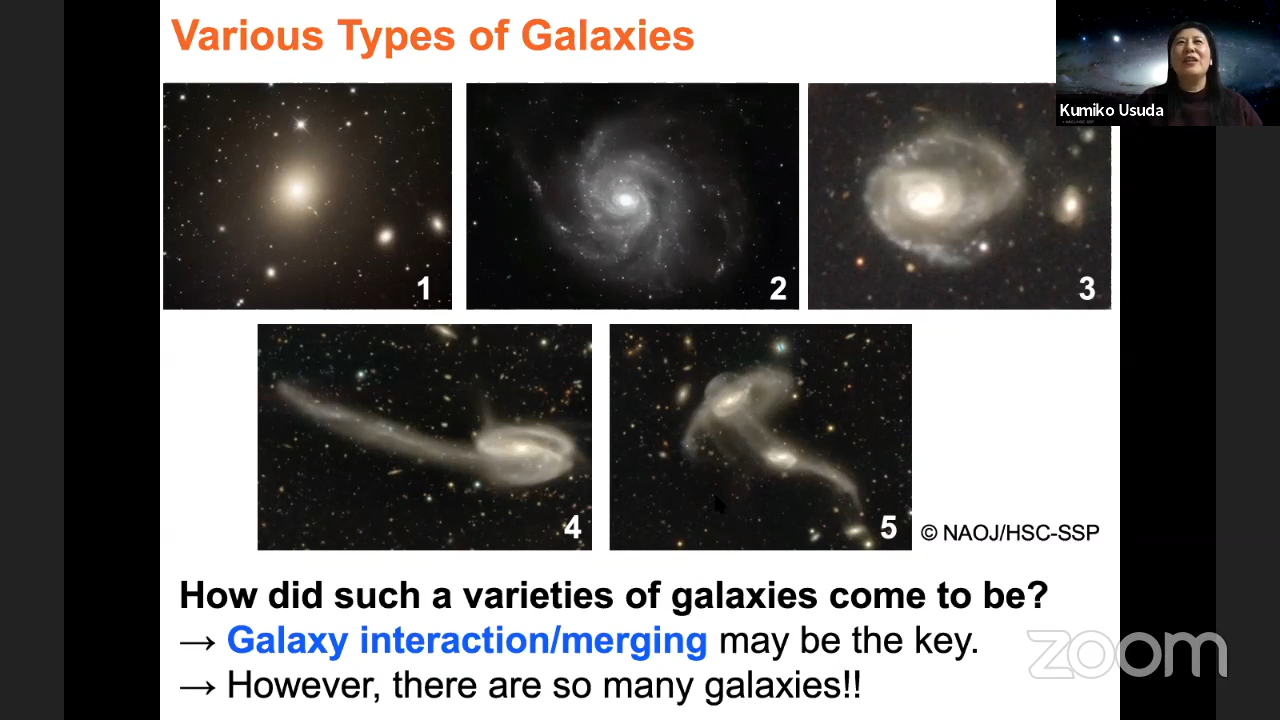 Various Types of Galaxies
Kumiko Usuda
1
2
3
4
5
© NAOJ/HSC-SSP
How did such a varieties of galaxies come to be?
→ Galaxy interaction/merging may be the key.
→ However, there are so many galaxies!!
zoom